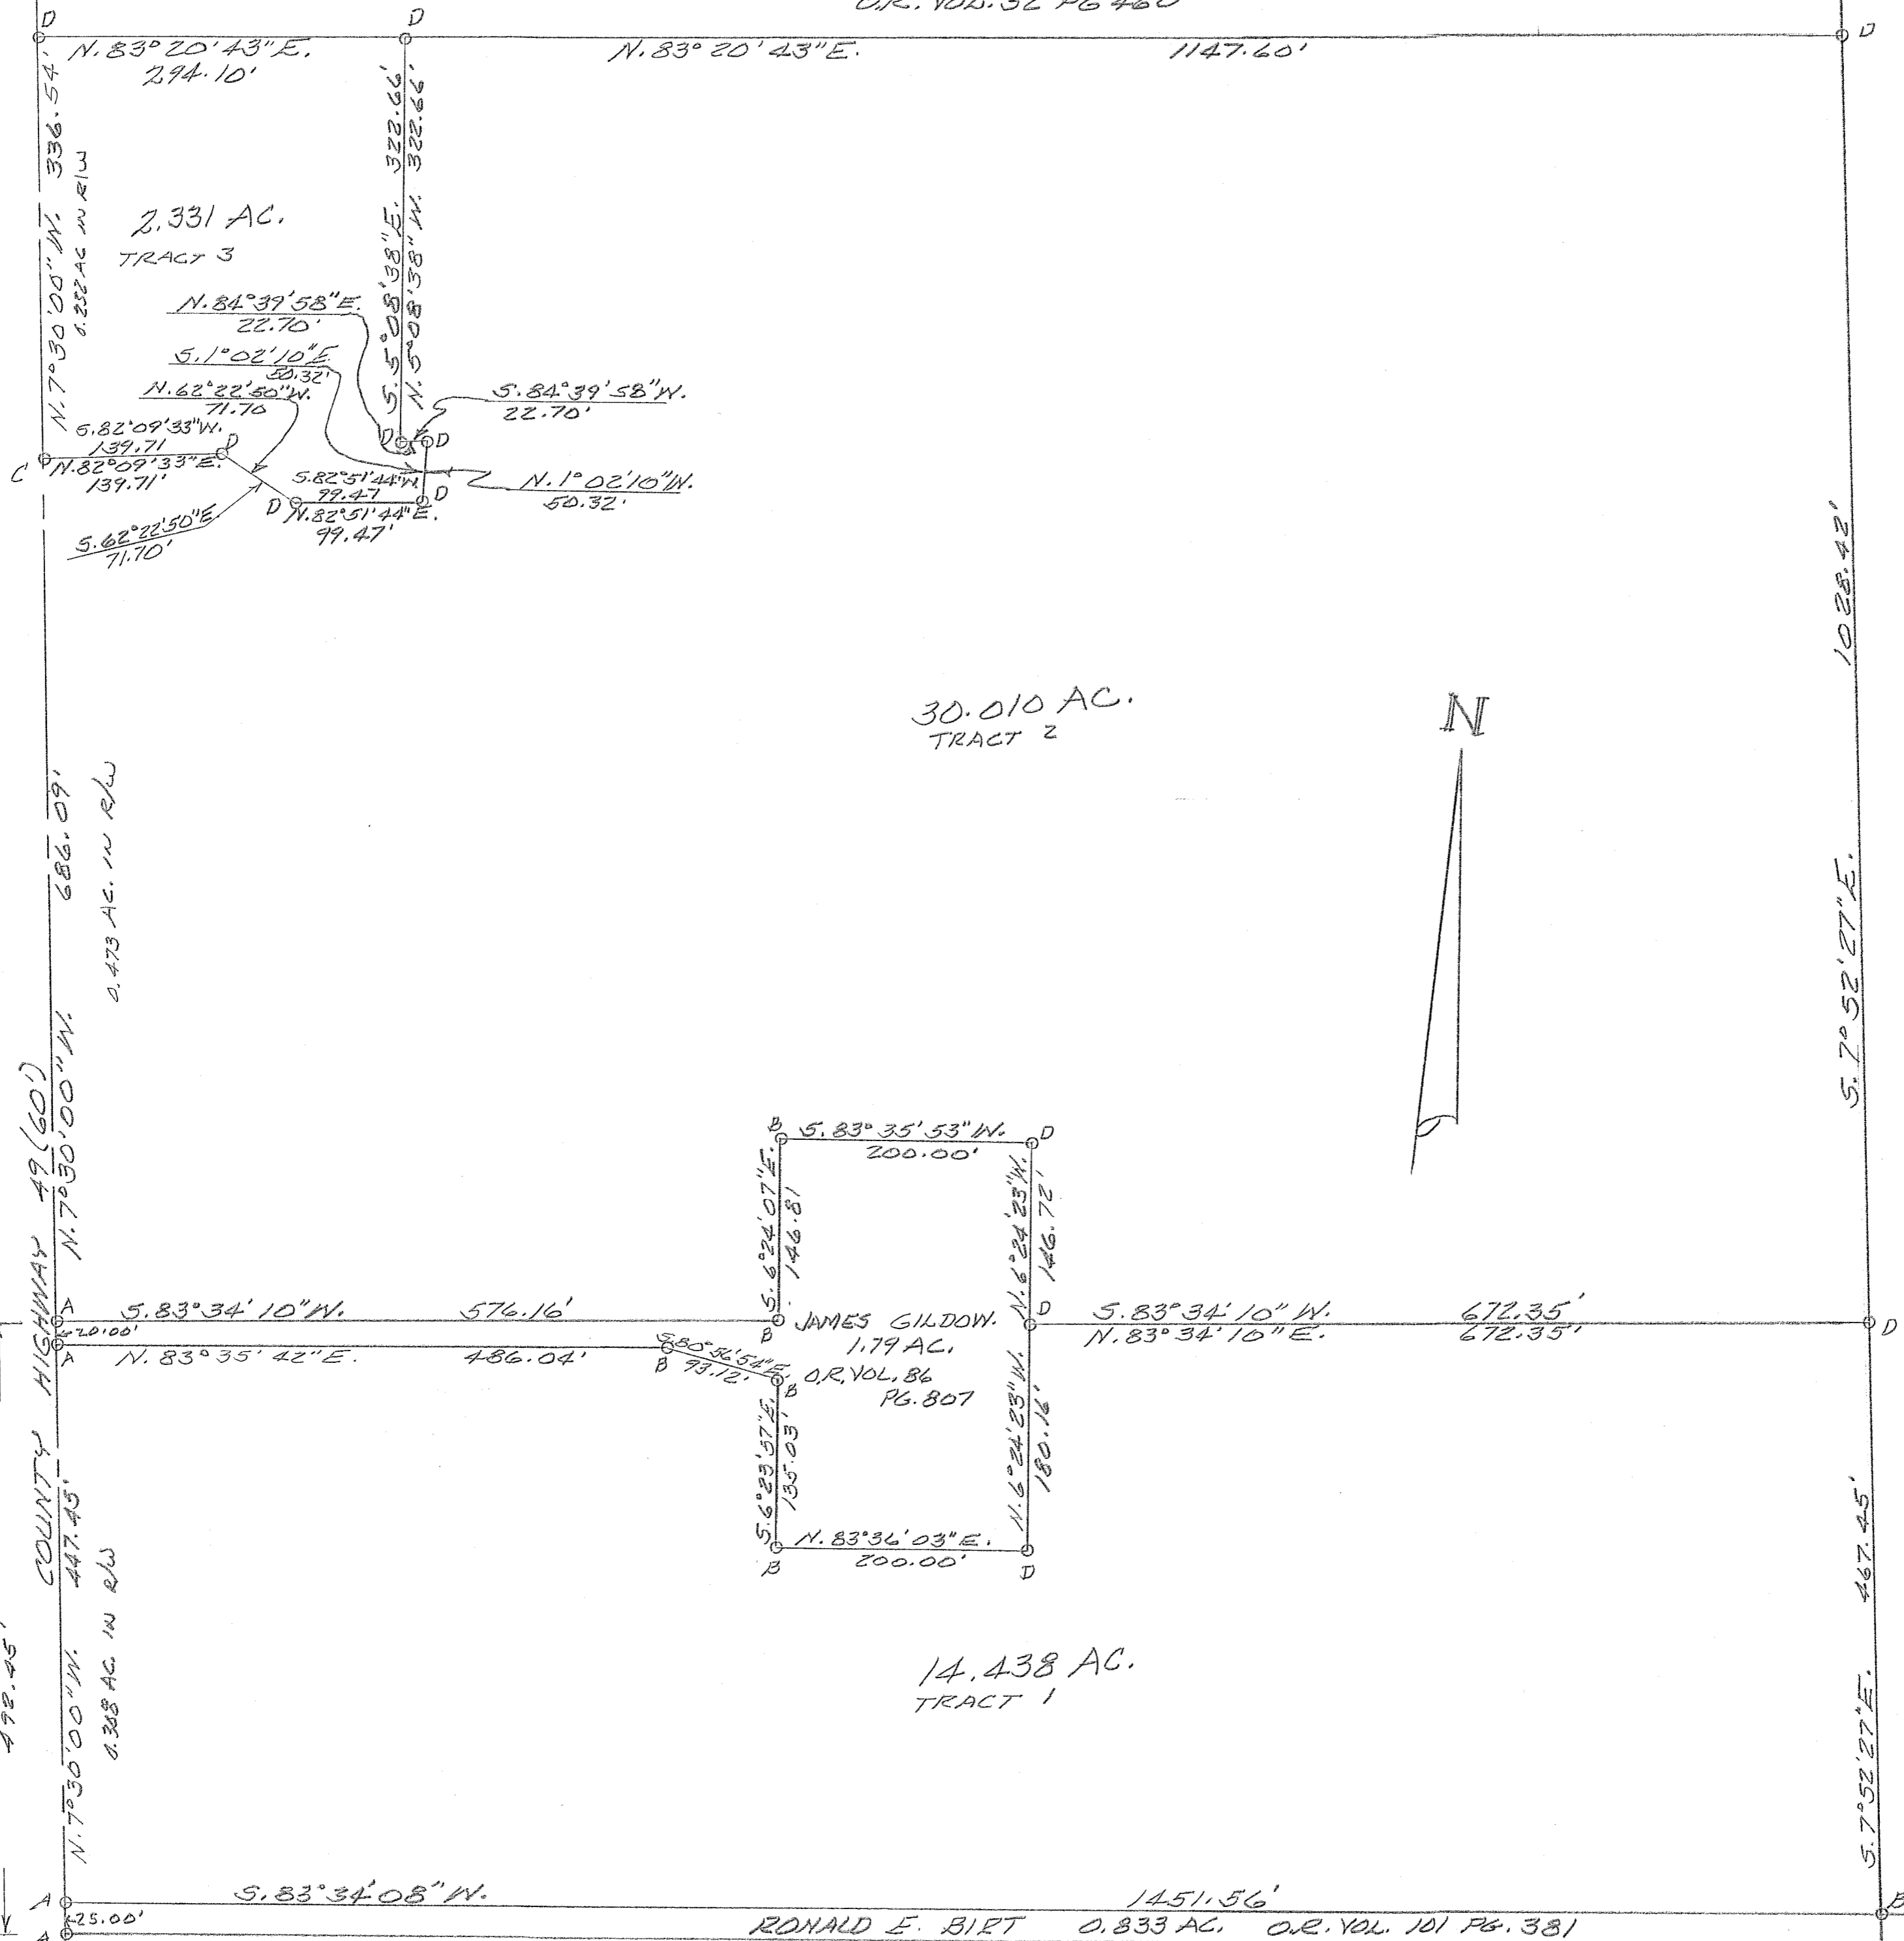 O.R. VOL. 32 PG 460
D
D
D
N. 83° 20' 43" E.
294.10'
N. 83° 20' 43" E. 1147.60'
N. 7° 30' 00" W. 336.54'
0.232 AC IN R/W
2.331 AC.
TRACT 3
S. 5° 08' 38" E. 322.66'
N. 5° 08' 38" W. 322.66'
N. 84° 39' 58" E.
22.70'
S. 1° 02' 10" E.
50.32'
N. 62° 22' 50" W.
71.70
S. 84° 39' 58" W.
22.70'
S. 82° 09' 33" W.
139.71
D
D
D
C
N. 82° 09' 33" E.
139.71'
S. 82° 51' 44" W.
99.47
N. 1° 02' 10" W.
50.32'
D
D
N. 82° 51' 44" E.
99.47'
S. 62° 22' 50" E.
71.70'
S. 7° 52' 27" E. 1028.42'
30.010 AC.
TRACT 2
N
N. 7° 30' 00" W. 686.09'
0.473 AC. IN R/W
COUNTY HIGHWAY 49 (60')
B
S. 83° 35' 53" W.
200.00'
D
S. 6° 24' 07" E.
146.81
N. 6° 24' 23" W.
146.72'
A
S. 83° 34' 10" W. 576.16'
B
JAMES GILDOW.
1.79 AC.
O.R. VOL. 86
PG. 807
D
S. 83° 34' 10" W. 672.35'
N. 83° 34' 10" E. 672.35'
D
20.00'
A
N. 83° 35' 42" E. 486.04'
B
S. 80° 56' 54" E.
93.12'
B
S. 6° 23' 57" E.
135.03'
N. 6° 24' 23" W.
180.16'
N. 83° 36' 03" E.
200.00'
B
D
N. 7° 30' 00" W. 447.45'
492.45'
14.438 AC.
TRACT 1
S. 7° 52' 27" E. 467.45'
A
S. 83° 34' 08" W. 1451.56'
B
25.00'
A
RONALD E. BIRT 0.833 AC. O.R. VOL. 101 PG. 381